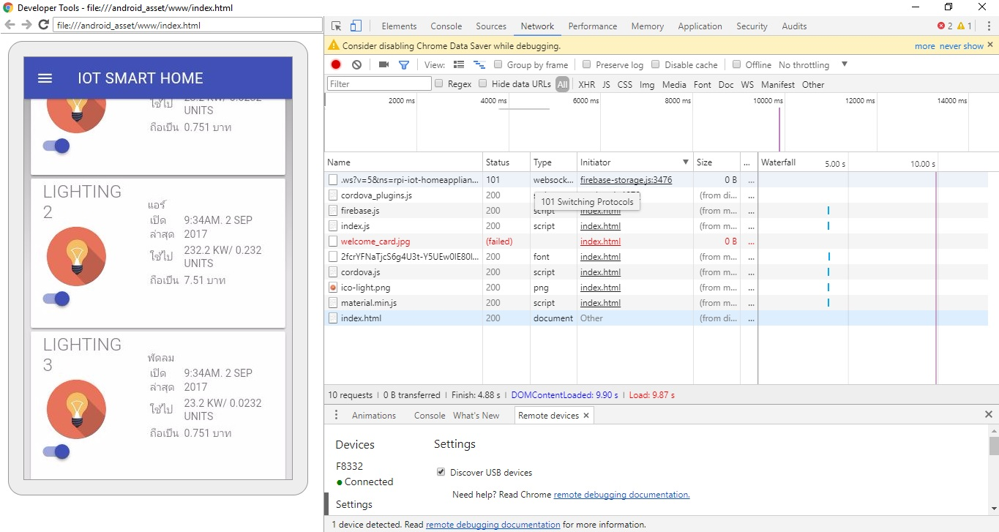 Developer Tools - file:///android_asset/www/index.html
file:///android_asset/www/index.html
IOT SMART HOME
ใช้ไป 23.2 KW/ 0.0232
UNITS
ถือเป็น 0.751 บาท
LIGHTING
2
แอร์
เปิด 9:34AM. 2 SEP
ล่าสุด 2017
ใช้ไป 232.2 KW/ 0.232
UNITS
ถือเป็น 7.51 บาท
LIGHTING
3
พัดลม
เปิด 9:34AM. 2 SEP
ล่าสุด 2017
ใช้ไป 23.2 KW/ 0.0232
UNITS
ถือเป็น 0.751 บาท
Elements Console Sources Network Performance Memory Application Security Audits 2 1
Consider disabling Chrome Data Saver while debugging. more never show
View: Group by frame Preserve log Disable cache Offline No throttling
Filter Regex Hide data URLs All XHR JS CSS Img Media Font Doc WS Manifest Other
2000 ms 4000 ms 6000 ms 8000 ms 10000 ms 12000 ms 14000 ms
Name Status Type Initiator Size ... Waterfall 5.00 s 10.00 s
.ws?v=5&ns=rpi-iot-homeapplian... 101 websock... firebase-storage.js:3476 0 B ...
cordova_plugins.js 200 (from di... ...
101 Switching Protocols
firebase.js 200 script index.html (from m... ...
index.js 200 script index.html (from m... ...
welcome_card.jpg (failed) index.html 0 B ...
2fcrYFNaTjcS6g4U3t-Y5UEw0lE80l... 200 font index.html (from m... ...
cordova.js 200 script index.html (from m... ...
ico-light.png 200 png index.html (from m... ...
material.min.js 200 script index.html (from m... ...
index.html 200 document Other (from di... ...
10 requests | 0 B transferred | Finish: 4.88 s | DOMContentLoaded: 9.90 s | Load: 9.87 s
Animations Console What's New Remote devices
Devices
F8332
Connected
Settings
Settings
Discover USB devices
Need help? Read Chrome remote debugging documentation.
1 device detected. Read remote debugging documentation for more information.